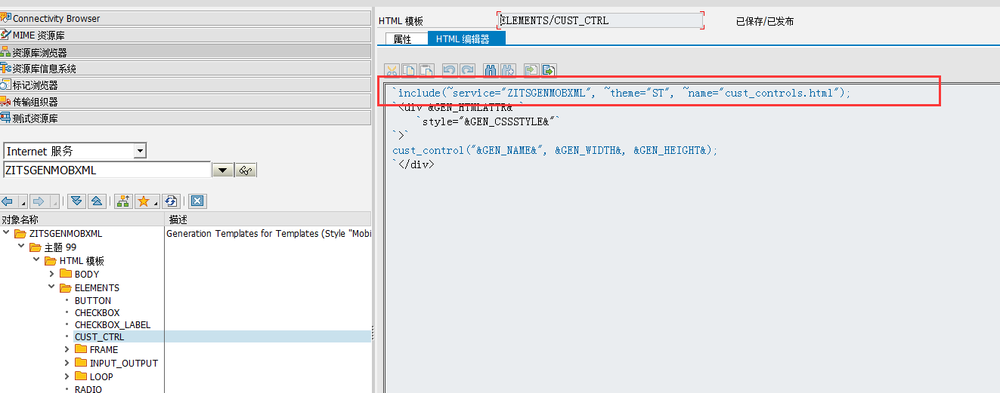 Connectivity Browser
MIME 资源库
资源库浏览器
资源库信息系统
标记浏览器
传输组织器
测试资源库
Internet 服务
ZITSGENMOBXML
对象名称 描述
ZITSGENMOBXML Generation Templates for Templates (Style "Mobi
主题 99
HTML 模板
BODY
ELEMENTS
BUTTON
CHECKBOX
CHECKBOX_LABEL
CUST_CTRL
FRAME
INPUT_OUTPUT
LOOP
RADIO
HTML 模板 ELEMENTS/CUST_CTRL 已保存/已发布
属性 HTML 编辑器
`include(~service="ZITSGENMOBXML", ~theme="ST", ~name="cust_controls.html");
`<div &GEN_HTMLATTR& `
`style="&GEN_CSSSTYLE&"`
`>`
cust_control("&GEN_NAME&", &GEN_WIDTH&, &GEN_HEIGHT&);
`</div>